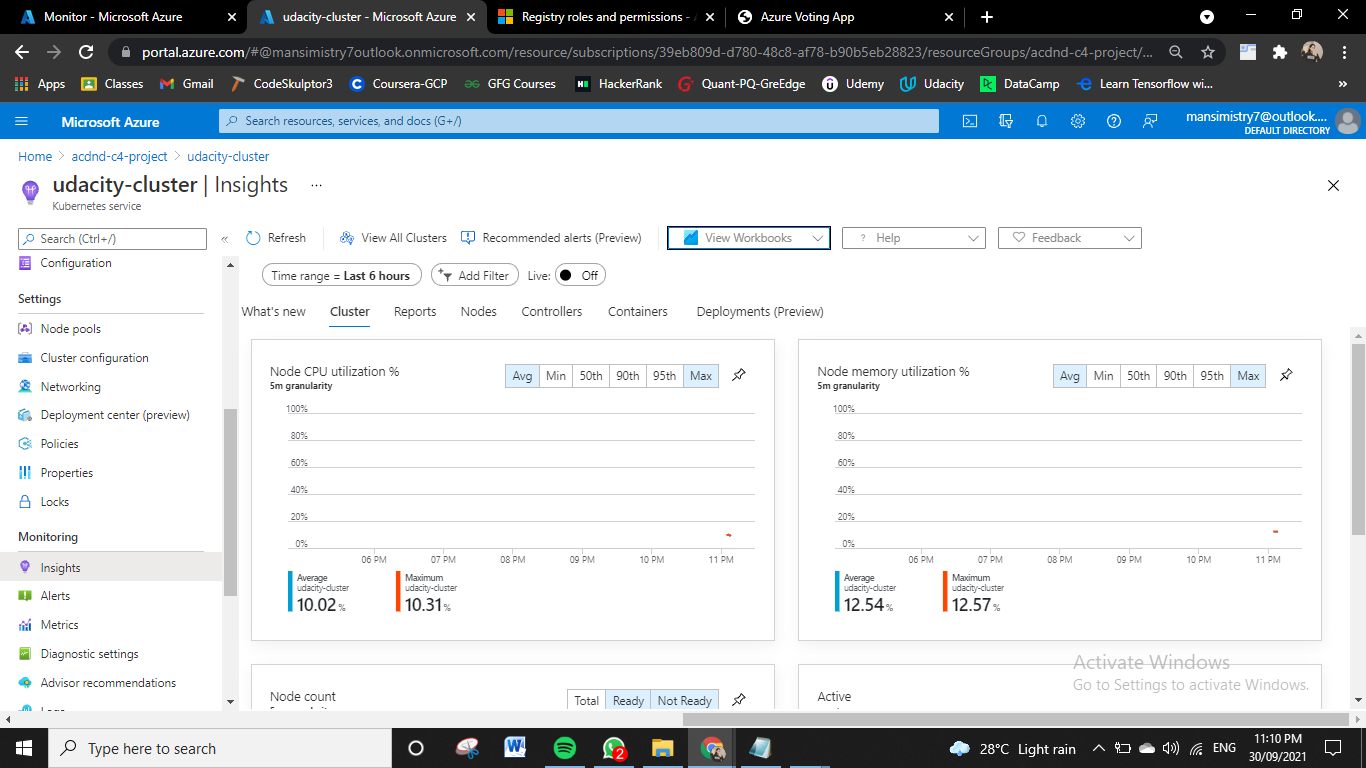 Monitor - Microsoft Azure
udacity-cluster - Microsoft Azure
Registry roles and permissions -
Azure Voting App
portal.azure.com/#@mansimistry7outlook.onmicrosoft.com/resource/subscriptions/39eb809d-d780-48c8-af78-b90b5eb28823/resourceGroups/acdnd-c4-project/...
Apps Classes Gmail CodeSkulptor3 Coursera-GCP GFG Courses HackerRank Quant-PQ-GreEdge Udemy Udacity DataCamp Learn Tensorflow wi... »
Microsoft Azure
Search resources, services, and docs (G+/)
mansimistry7@outlook....
DEFAULT DIRECTORY
Home > acdnd-c4-project > udacity-cluster
udacity-cluster | Insights ...
Kubernetes service
Search (Ctrl+/) «
Refresh View All Clusters Recommended alerts (Preview) View Workbooks ? Help Feedback
Configuration
Settings
Node pools
Cluster configuration
Networking
Deployment center (preview)
Policies
Properties
Locks
Monitoring
Insights
Alerts
Metrics
Diagnostic settings
Advisor recommendations
Time range = Last 6 hours Add Filter Live: Off
What's new Cluster Reports Nodes Controllers Containers Deployments (Preview)
Node CPU utilization %
5m granularity
Avg Min 50th 90th 95th Max
100%
80%
60%
40%
20%
0%
06 PM 07 PM 08 PM 09 PM 10 PM 11 PM
Average
udacity-cluster
10.02 %
Maximum
udacity-cluster
10.31 %
Node memory utilization %
5m granularity
Avg Min 50th 90th 95th Max
100%
80%
60%
40%
20%
0%
06 PM 07 PM 08 PM 09 PM 10 PM 11 PM
Average
udacity-cluster
12.54 %
Maximum
udacity-cluster
12.57 %
Node count
Total Ready Not Ready
Active
Activate Windows
Go to Settings to activate Windows.
Type here to search
2
28°C Light rain
ENG
11:10 PM
30/09/2021